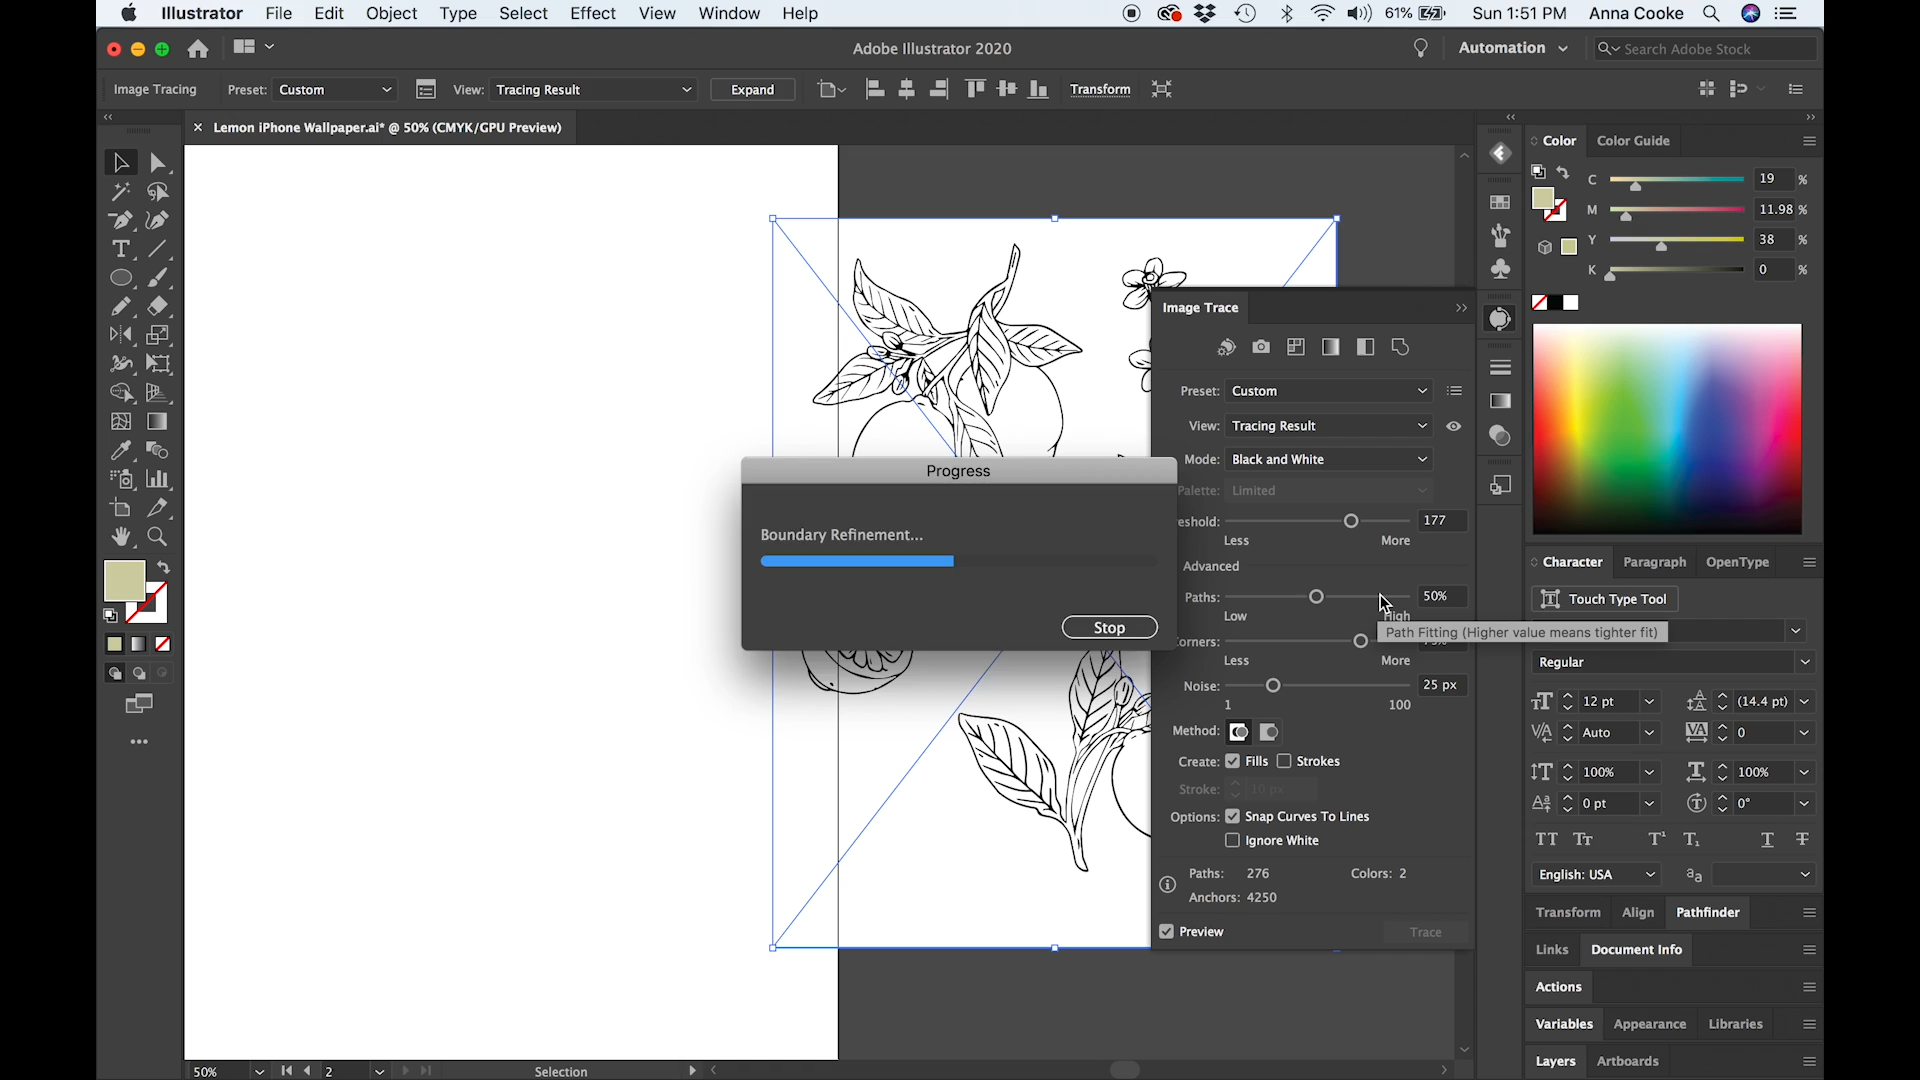 Illustrator File Edit Object Type Select Effect View Window Help 61% Sun 1:51 PM Anna Cooke
Adobe Illustrator 2020 Automation Search Adobe Stock
Image Tracing Preset: Custom View: Tracing Result Expand Transform
Lemon iPhone Wallpaper.ai* @ 50% (CMYK/GPU Preview)
Color Color Guide
C 19 %
M 11.98 %
Y 38 %
K 0 %
Image Trace
Preset: Custom
View: Tracing Result
Mode: Black and White
Palette: Limited
eshold: 177
Less More
Advanced
Paths: 50%
Low High
Path Fitting (Higher value means tighter fit)
orners:
Less More
Noise: 25 px
1 100
Method:
Create: Fills Strokes
Stroke: 10 px
Options: Snap Curves To Lines
Ignore White
Paths: 276 Colors: 2
Anchors: 4250
Preview Trace
Progress
Boundary Refinement...
Stop
Character Paragraph OpenType
Touch Type Tool
Regular
12 pt (14.4 pt)
Auto 0
100% 100%
0 pt 0°
English: USA
Transform Align Pathfinder
Links Document Info
Actions
Variables Appearance Libraries
Layers Artboards
50% 2 Selection